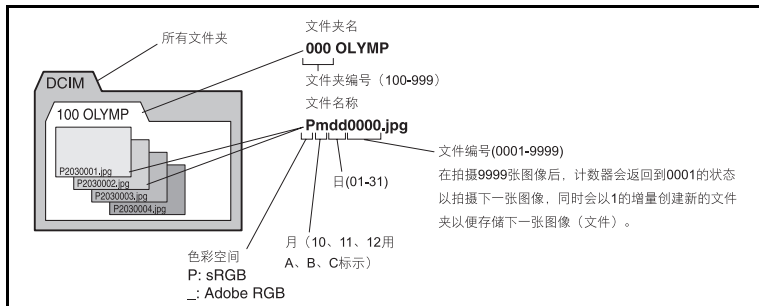 所有文件夹
DCIM
100 OLYMP
P2030001.jpg
P2030002.jpg
P2030003.jpg
P2030004.jpg
文件夹名
000 OLYMP
文件夹编号（100-999）
文件名称
Pmdd0000.jpg
文件编号(0001-9999)
在拍摄9999张图像后，计数器会返回到0001的状态
以拍摄下一张图像，同时会以1的增量创建新的文件
夹以便存储下一张图像（文件）。
日(01-31)
月（10、11、12用
A、B、C标示）
色彩空间
P: sRGB
_: Adobe RGB